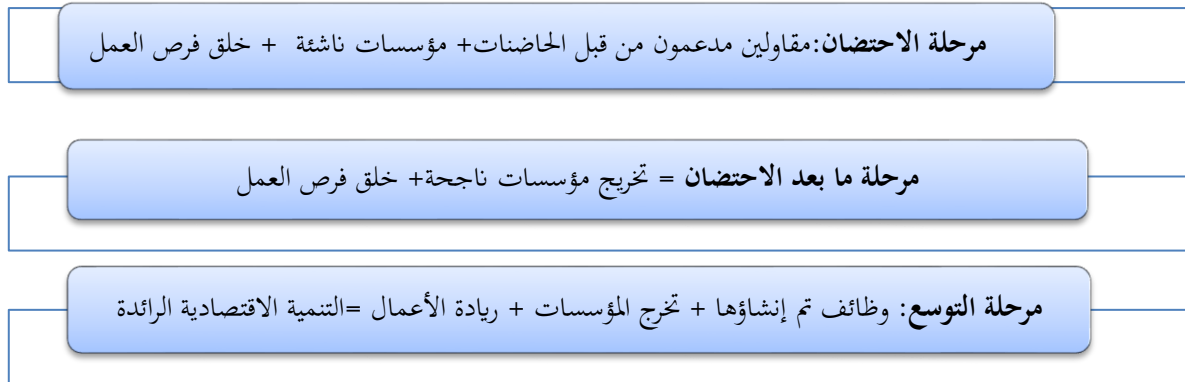 مرحلة الاحتضان:مقاولين مدعمون من قبل الحاضنات+ مؤسسات ناشئة + خلق فرص العمل
مرحلة ما بعد الاحتضان = تخريج مؤسسات ناجحة+ خلق فرص العمل
مرحلة التوسع: وظائف تم إنشاؤها + تخرج المؤسسات + ريادة الأعمال =التنمية الاقتصادية الرائدة